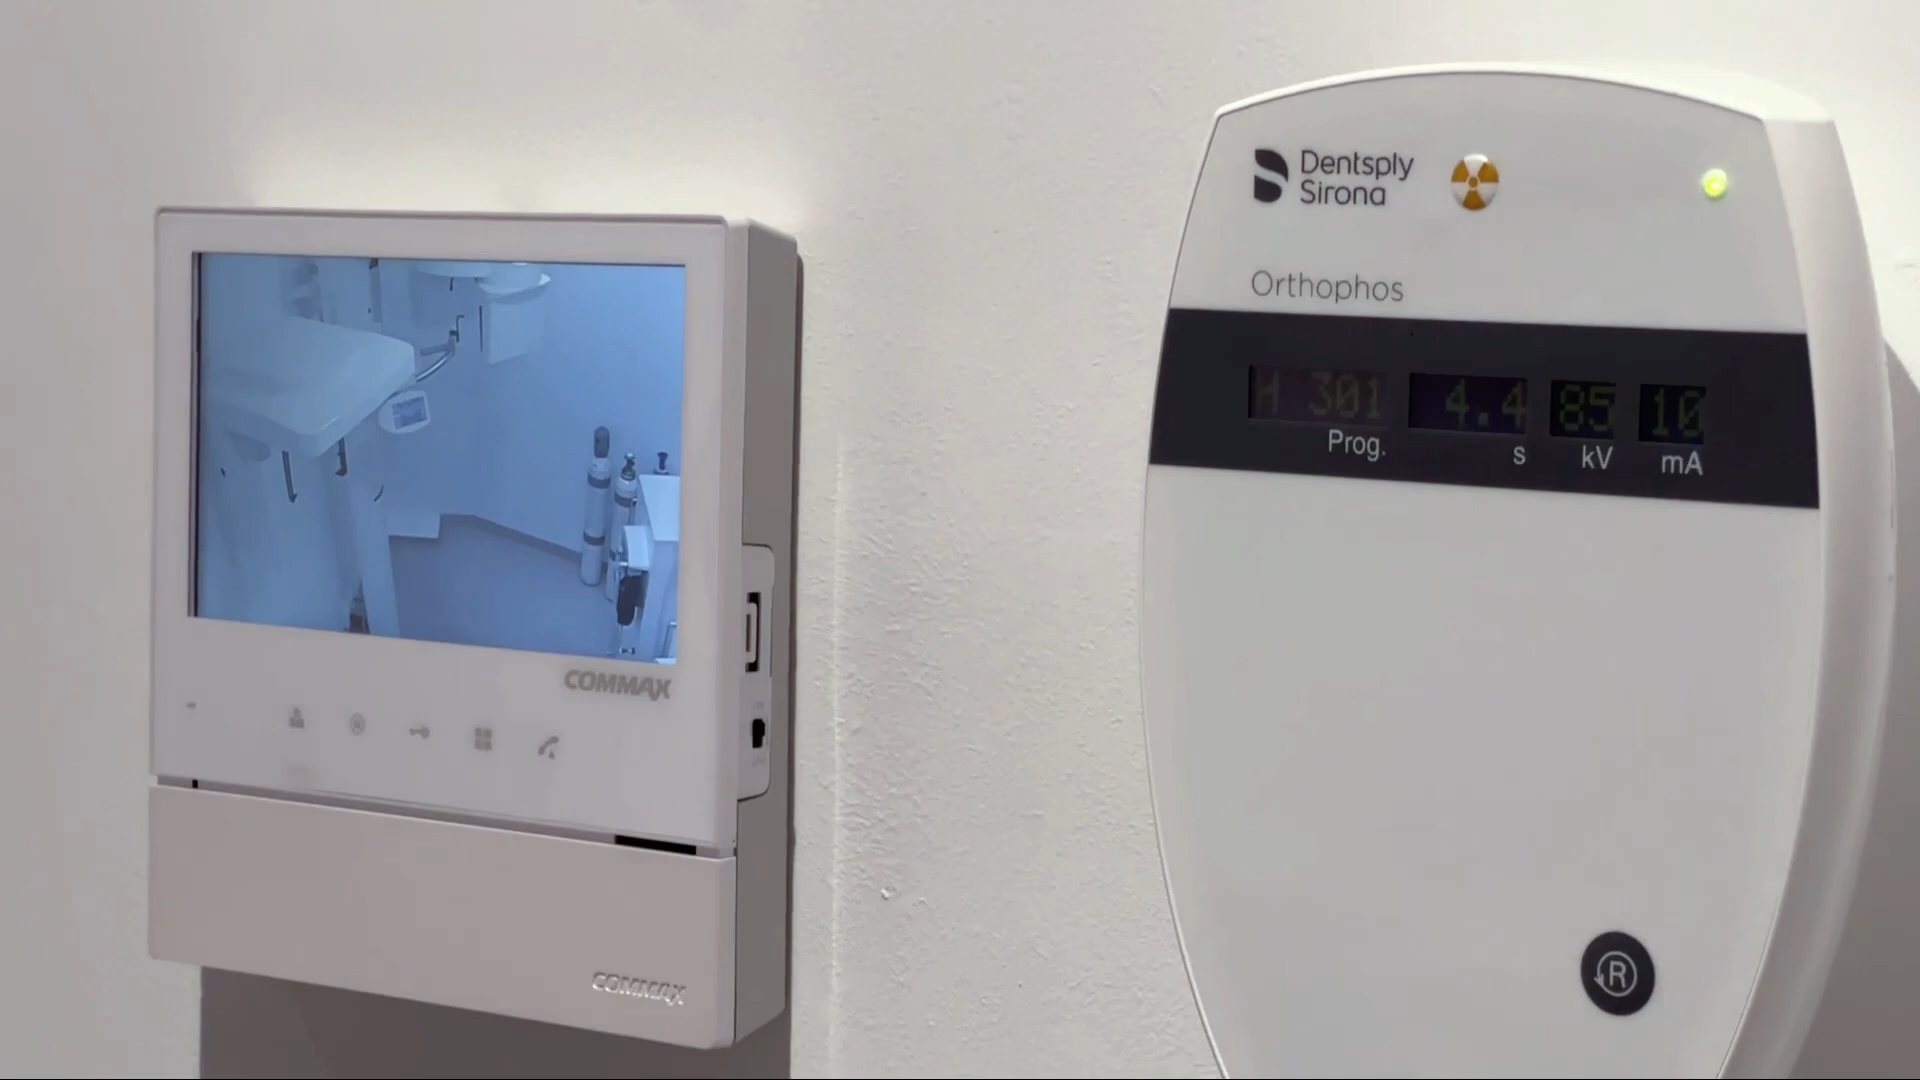 COMMAX
COMMAX
Dentsply
Sirona
Orthophos
H 301
4.4
85
10
Prog.
s
kV
mA
R